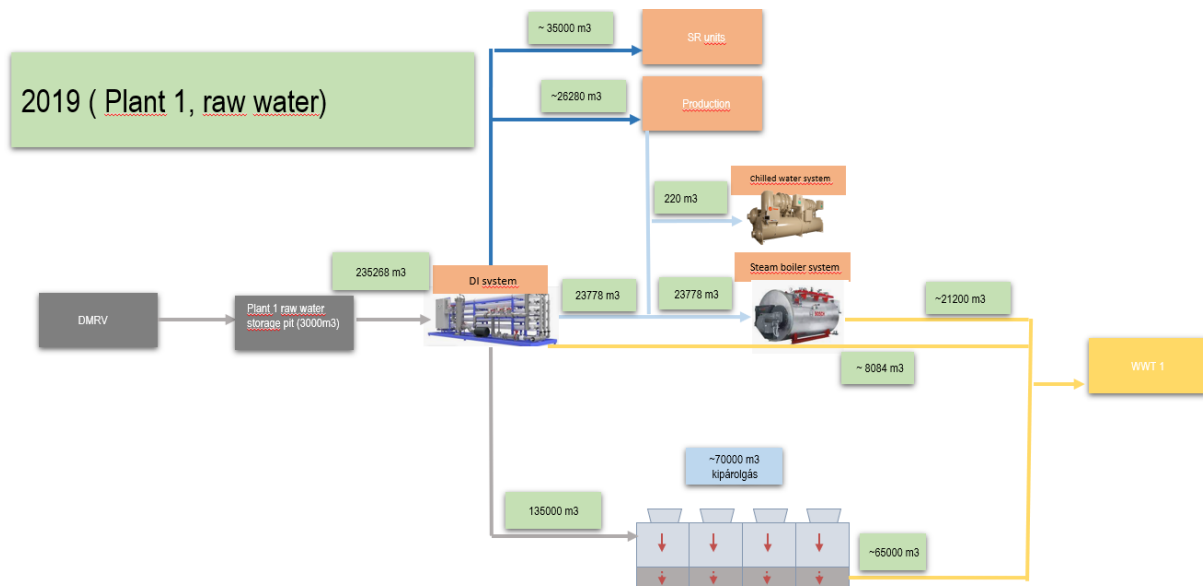 ~ 35000 m3
SR units
2019 ( Plant 1, raw water)
~26280 m3
Production
220 m3
Chilled water system
235268 m3
DI system
Steam boiler system
23778 m3
23778 m3
~21200 m3
DMRV
Plant 1 raw water
storage pit (3000m3)
~ 8084 m3
WWT 1
~70000 m3
kipárolgás
135000 m3
~65000 m3